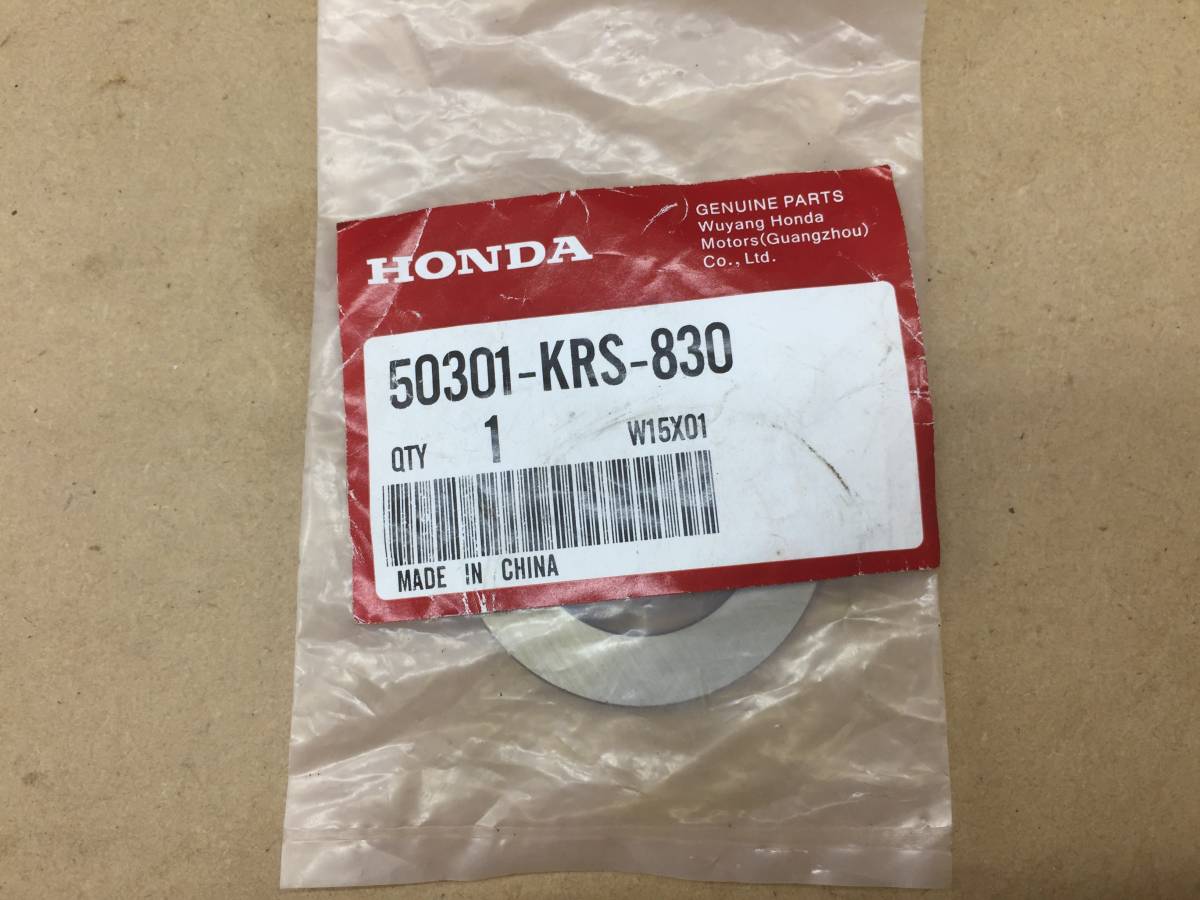 HONDA
GENUINE PARTS
Wuyang Honda
Motors(Guangzhou)
Co., Ltd.
50301-KRS-830
QTY 1 W15X01
MADE IN CHINA